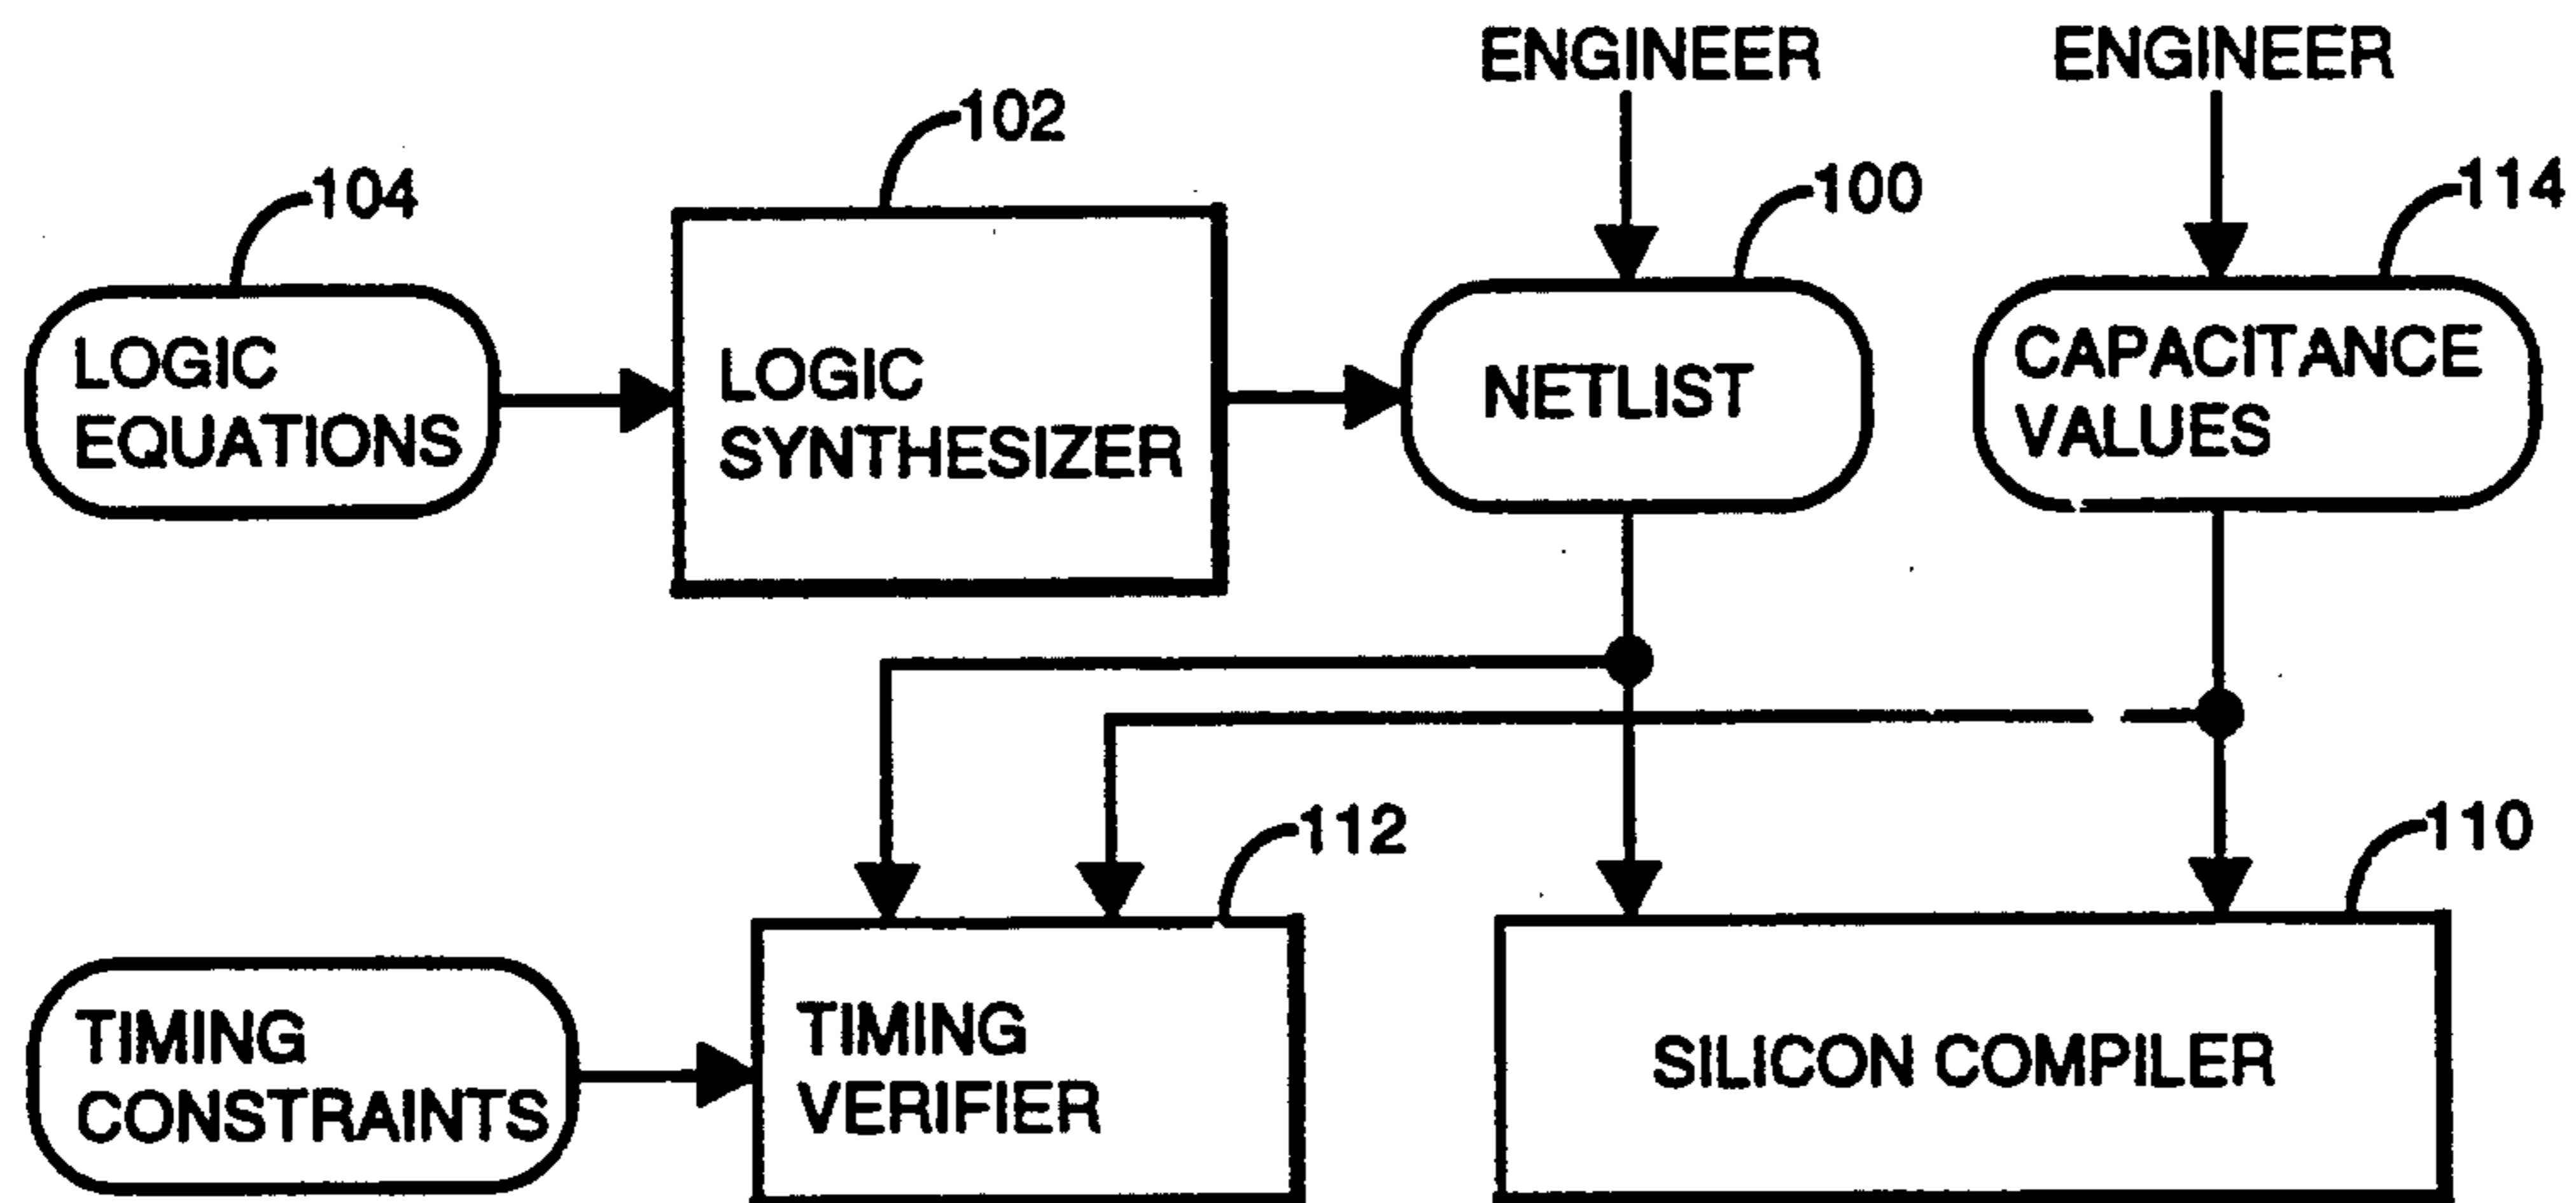 ENGINEER
ENGINEER
102
104
100
114
LOGIC
EQUATIONS
LOGIC
SYNTHESIZER
NETLIST
CAPACITANCE
VALUES
112
110
TIMING
CONSTRAINTS
TIMING
VERIFIER
SILICON COMPILER